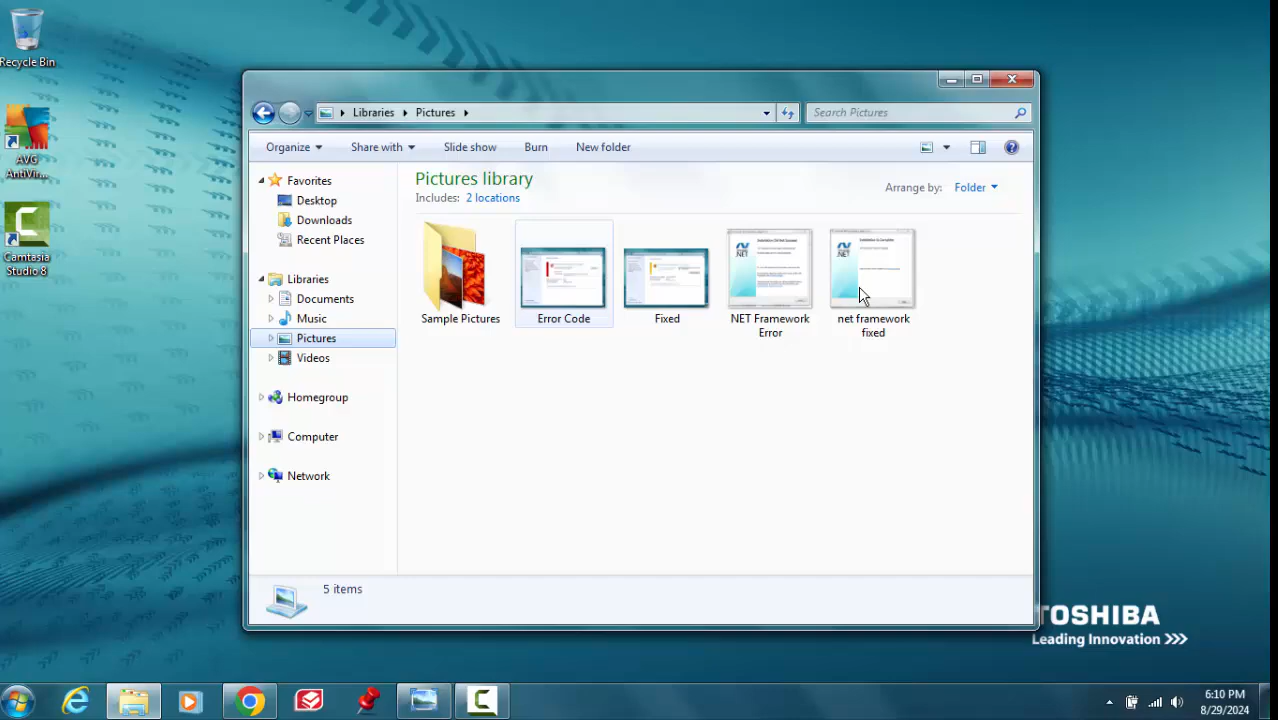 Recycle Bin
AVG
AntiVir...
Camtasia
Studio 8
Libraries
Pictures
Search Pictures
Organize
Share with
Slide show
Burn
New folder
Favorites
Desktop
Downloads
Recent Places
Libraries
Documents
Music
Pictures
Videos
Homegroup
Computer
Network
Pictures library
Includes: 2 locations
Arrange by: Folder
Sample Pictures
Error Code
Fixed
NET Framework
Error
net framework
fixed
5 items
TOSHIBA
Leading Innovation >>>
6:10 PM
8/29/2024